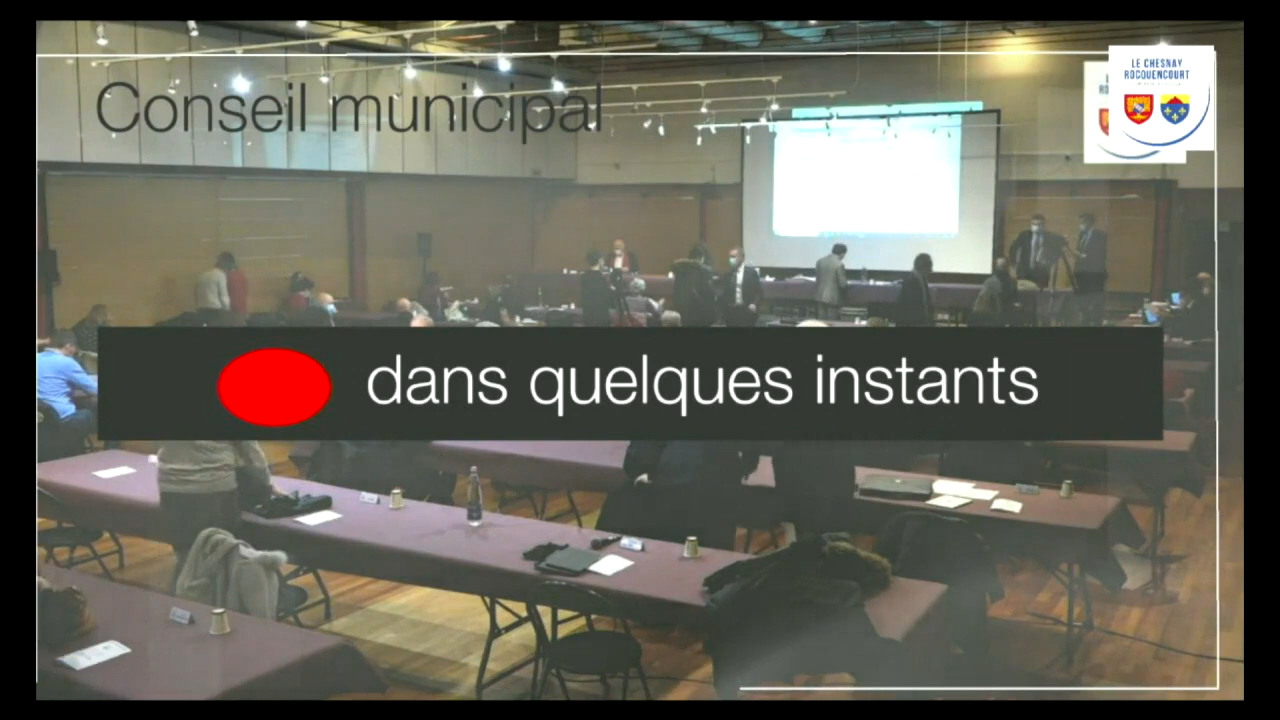 Conseil municipal
LE CHESNAY
ROCQUENCOURT
dans quelques instants